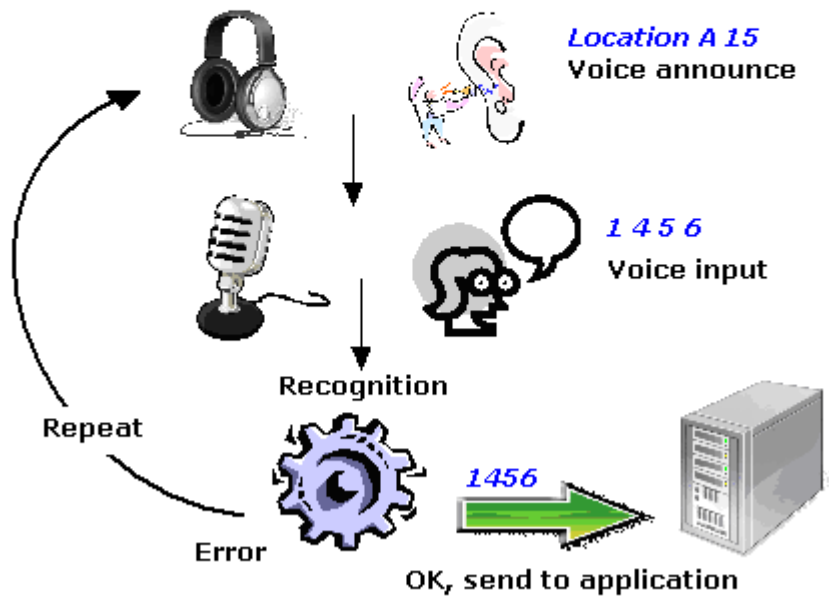 Location A 15
Voice announce
1 4 5 6
Voice input
Recognition
Repeat
1456
Error
OK, send to application